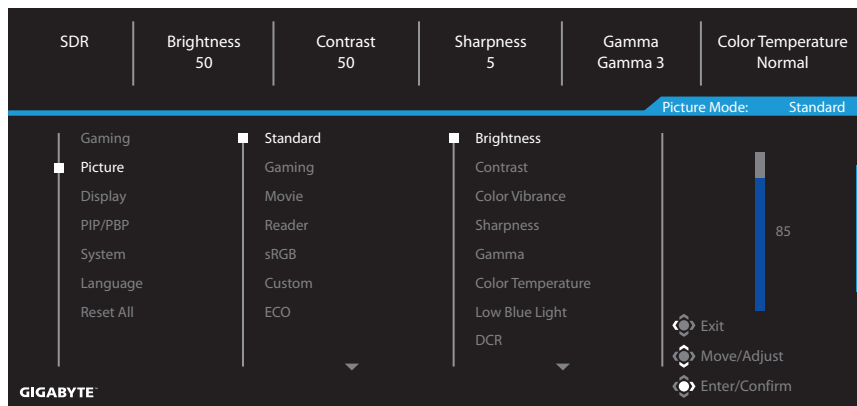 SDR
Brightness
50
Contrast
50
Sharpness
5
Gamma
Gamma 3
Color Temperature
Normal
Picture Mode: Standard
Gaming
Picture
Display
PIP/PBP
System
Language
Reset All
Standard
Gaming
Movie
Reader
sRGB
Custom
ECO
Brightness
Contrast
Color Vibrance
Sharpness
Gamma
Color Temperature
Low Blue Light
DCR
85
Exit
Move/Adjust
Enter/Confirm
GIGABYTE™